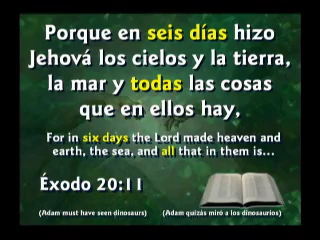 Porque en seis días hizo
Jehová los cielos y la tierra,
la mar y todas las cosas
que en ellos hay,
For in six days the Lord made heaven and
earth, the sea, and all that in them is...
Éxodo 20:11
(Adam must have seen dinosaurs) (Adam quizás miró a los dinosaurios)